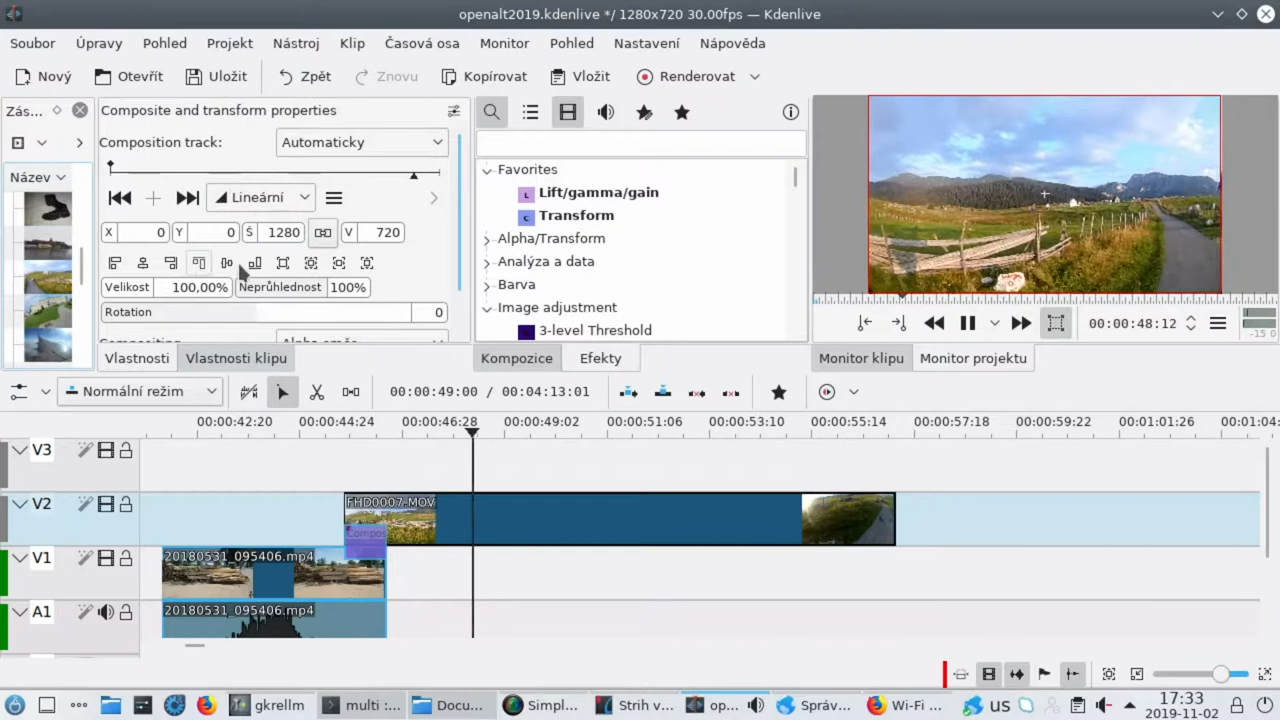 openalt2019.kdenlive */ 1280x720 30.00fps — Kdenlive
Soubor Úpravy Pohled Projekt Nástroj Klip Časová osa Monitor Pohled Nastavení Nápověda
Nový Otevřít Uložit Zpět Znovu Kopírovat Vložit Renderovat
Zás...
Název
Composite and transform properties
Composition track: Automaticky
Lineární
X 0 Y 0 Š 1280 V 720
Velikost 100,00% Neprůhlednost 100%
Rotation 0
Vlastnosti Vlastnosti klipu
Favorites
L Lift/gamma/gain
c Transform
Alpha/Transform
Analýza a data
Barva
Image adjustment
3-level Threshold
Kompozice Efekty
00:00:48:12
-15 0
Monitor klipu Monitor projektu
Normální režim 00:00:49:00 / 00:04:13:01
00:00:42:20 00:00:44:24 00:00:46:28 00:00:49:02 00:00:51:06 00:00:53:10 00:00:55:14 00:00:57:18 00:00:59:22 00:01:01:26 00:01:04:
V3
V2 FHD0007.MOV
Compos
V1 20180531_095406.mp4
A1 20180531_095406.mp4
gkrellm multi :... Docu... Simpl... Strih v... op... Správ... Wi-Fi ... us 17:33
2019-11-02